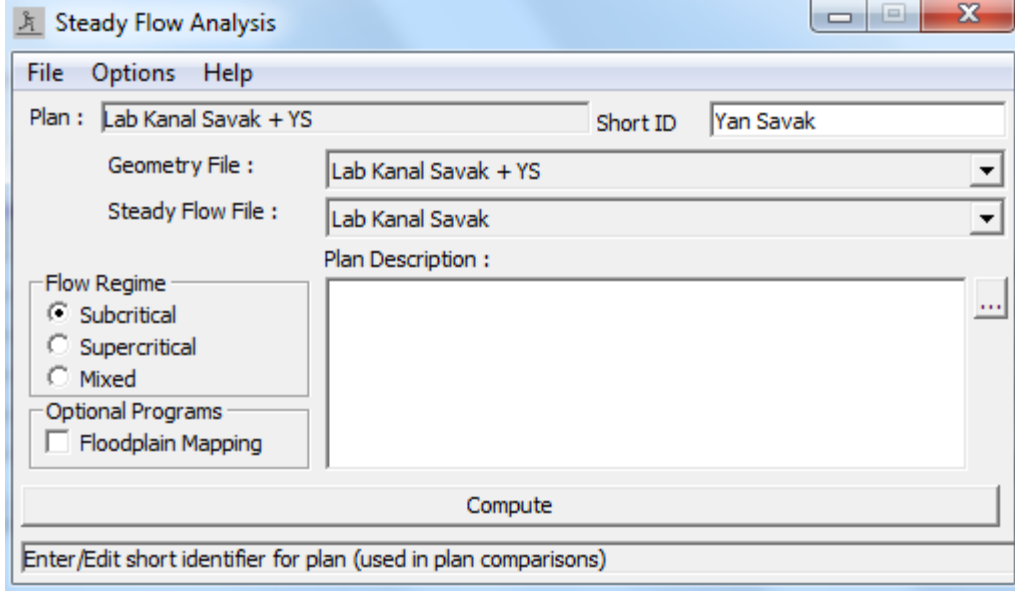 Steady Flow Analysis
File Options Help
Plan : Lab Kanal Savak + YS Short ID Yan Savak
Geometry File : Lab Kanal Savak + YS
Steady Flow File : Lab Kanal Savak
Plan Description :
Flow Regime
Subcritical
Supercritical
Mixed
Optional Programs
Floodplain Mapping
...
Compute
Enter/Edit short identifier for plan (used in plan comparisons)